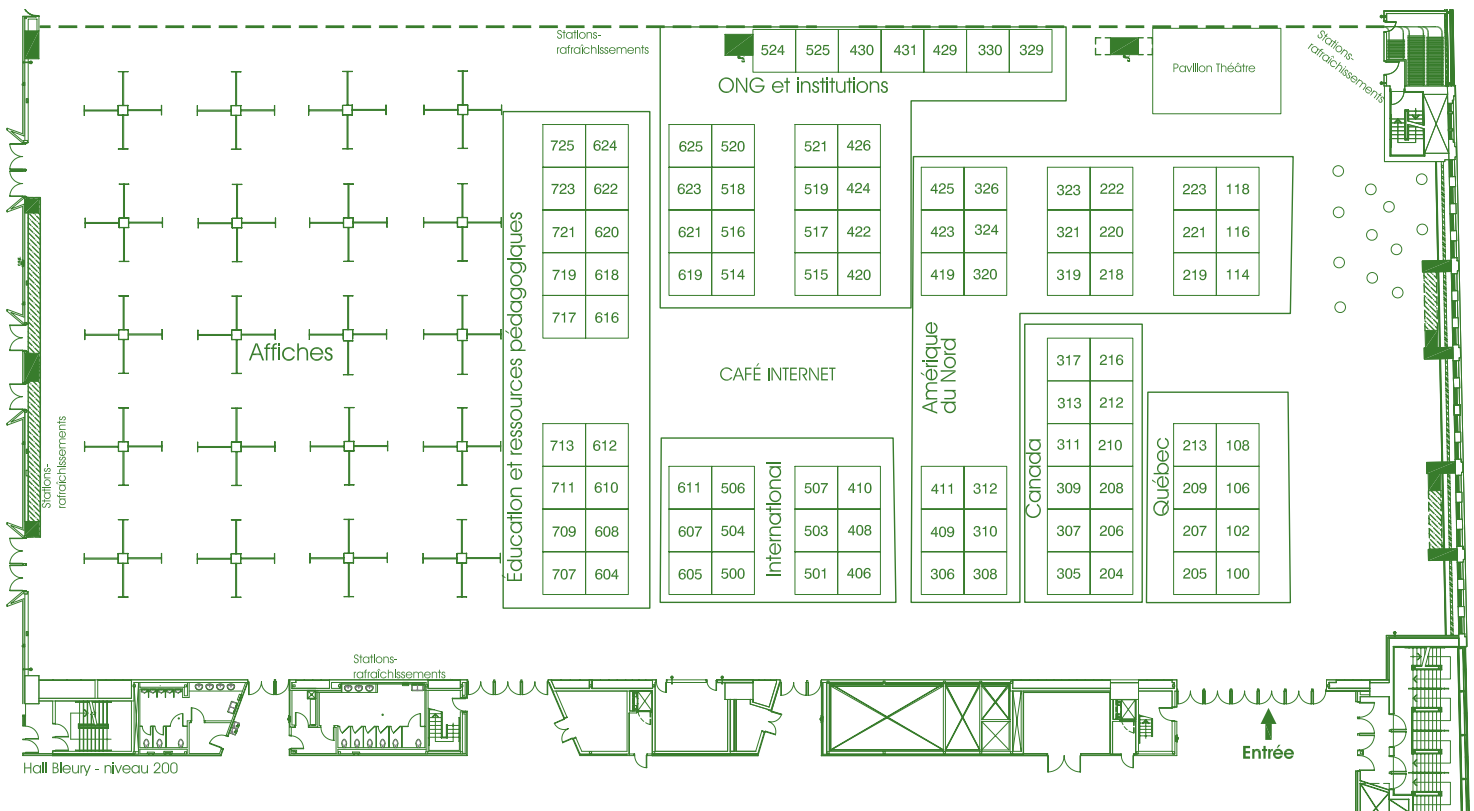 Stations-
rafraîchissements
524 525 430 431 429 330 329
ONG et institutions
Pavillon Théâtre
Stations-
rafraîchissements
725 624
723 622
721 620
719 618
717 616
625 520
623 518
621 516
619 514
521 426
519 424
517 422
515 420
425 326
423 324
419 320
323 222
321 220
319 218
223 118
221 116
219 114
Affiches
Éducation et ressources pédagogiques
CAFÉ INTERNET
Amérique
du Nord
317 216
313 212
311 210
309 208
307 206
305 204
Canada
Québec
213 108
209 106
207 102
205 100
Stations-
rafraîchissements
713 612
711 610
709 608
707 604
611 506
607 504
605 500
International
507 410
503 408
501 406
411 312
409 310
306 308
Stations-
rafraîchissements
Entrée
Hall Bleury - niveau 200